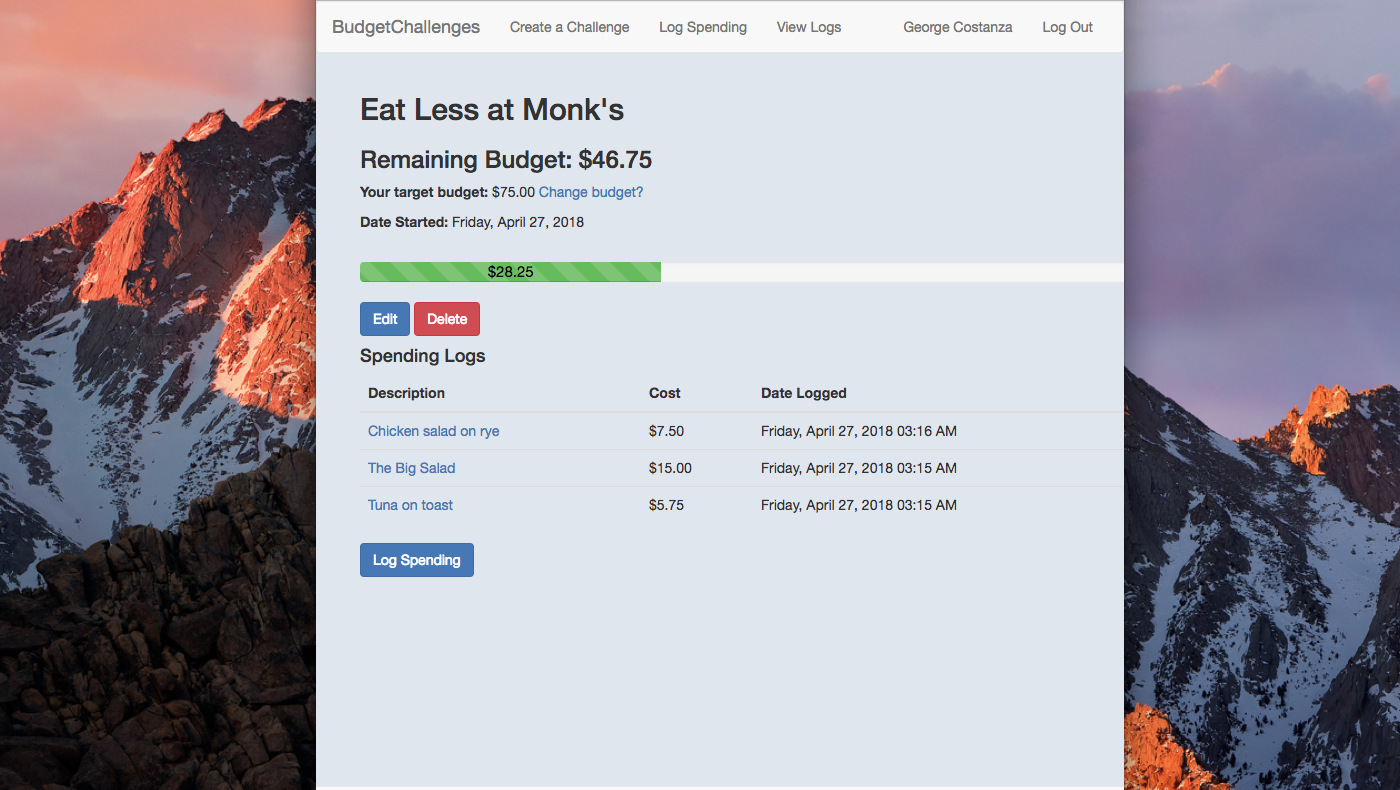 BudgetChallenges Create a Challenge Log Spending View Logs George Costanza Log Out
Eat Less at Monk's
Remaining Budget: $46.75
Your target budget: $75.00 Change budget?
Date Started: Friday, April 27, 2018
$28.25
Edit Delete
Spending Logs
Description Cost Date Logged
Chicken salad on rye $7.50 Friday, April 27, 2018 03:16 AM
The Big Salad $15.00 Friday, April 27, 2018 03:15 AM
Tuna on toast $5.75 Friday, April 27, 2018 03:15 AM
Log Spending